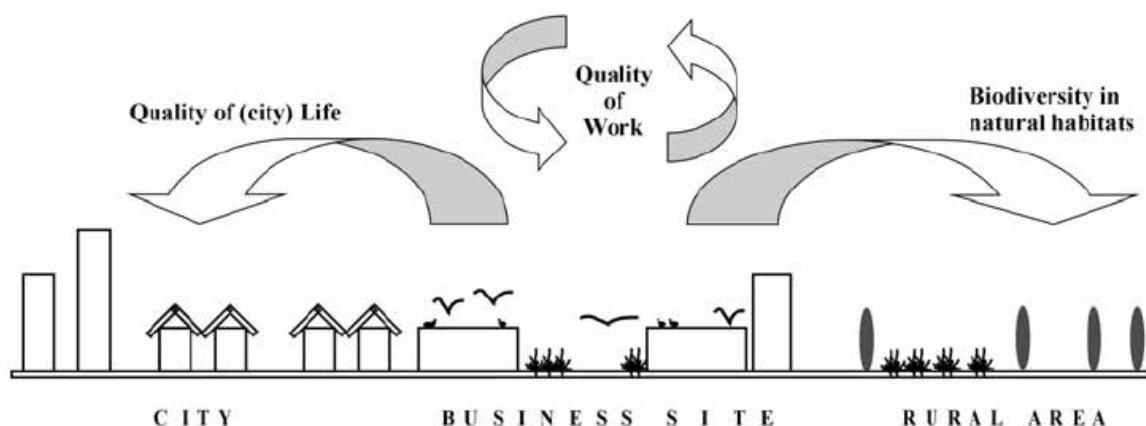 Quality of (city) Life
Quality
of
Work
Biodiversity in
natural habitats
CITY
BUSINESS SITE
RURAL AREA